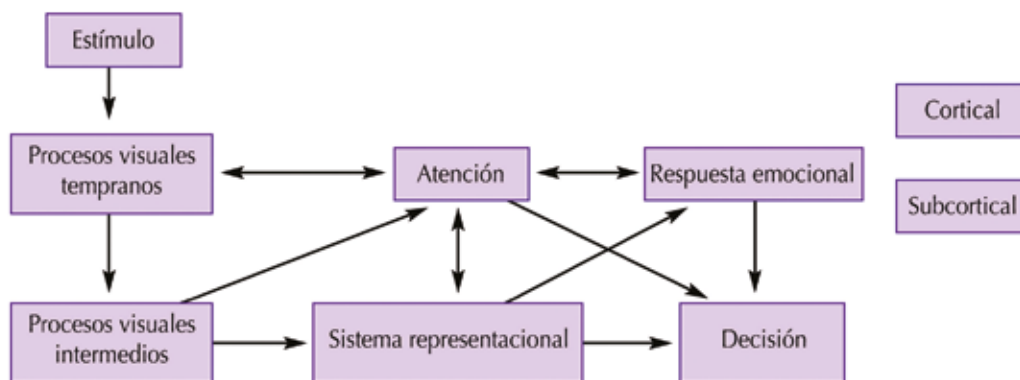 Estímulo
Procesos visuales
tempranos
Atención
Respuesta emocional
Procesos visuales
intermedios
Sistema representacional
Decisión
Cortical
Subcortical